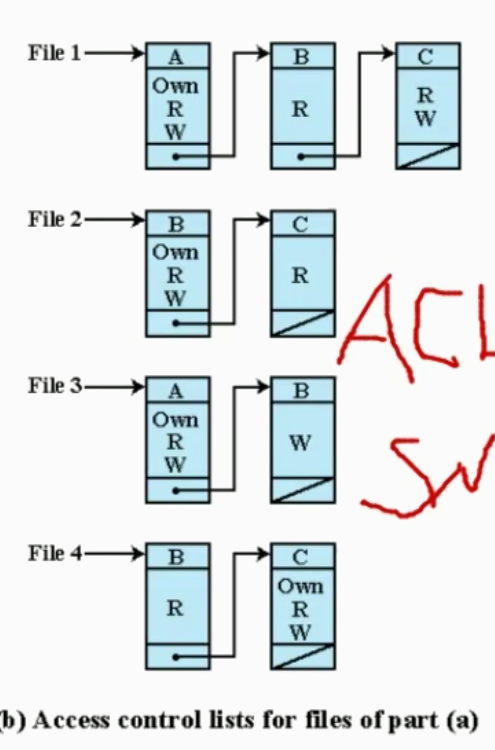 File 1 A B C
Own R R
R W
W
File 2 B C
Own R
R
W
File 3 A B
Own W
R
W
File 4 B C
R Own
R
W
ACL
(b) Access control lists for files of part (a)